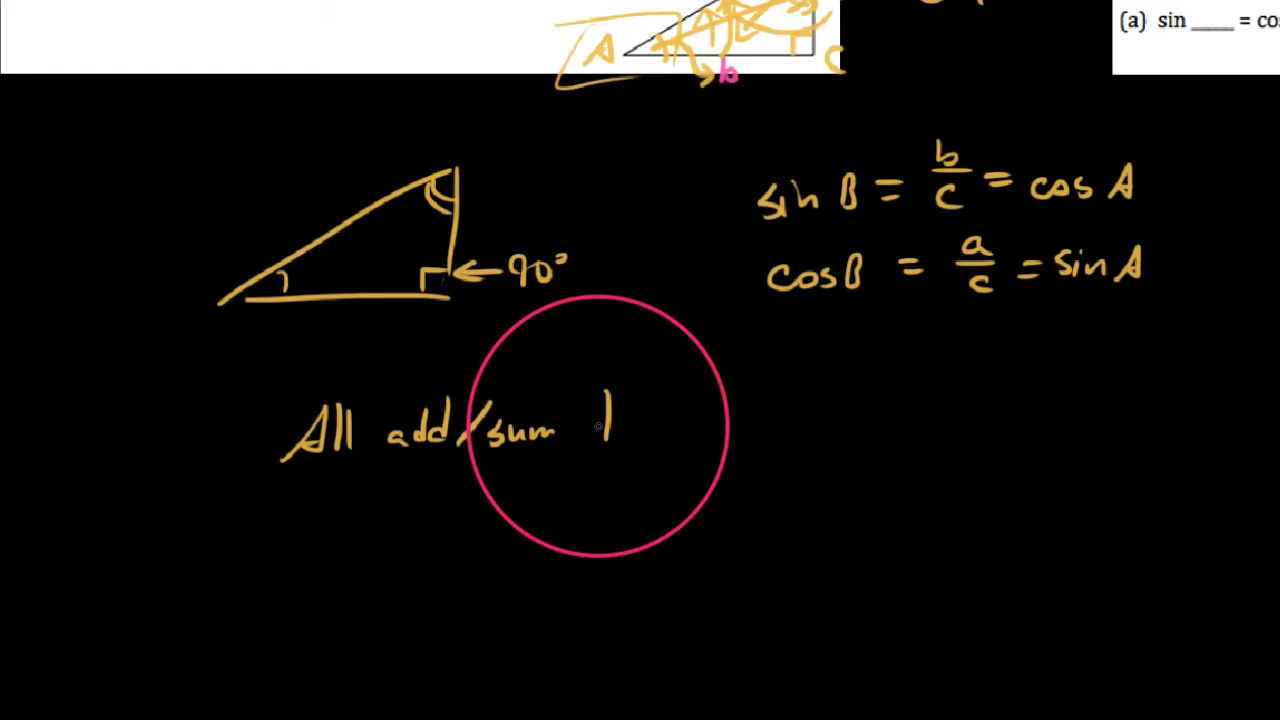 (a) sin ____ = co
A
C
b
sin B = b/c = cos A
cos B = a/c = sin A
90°
All add/sum 1